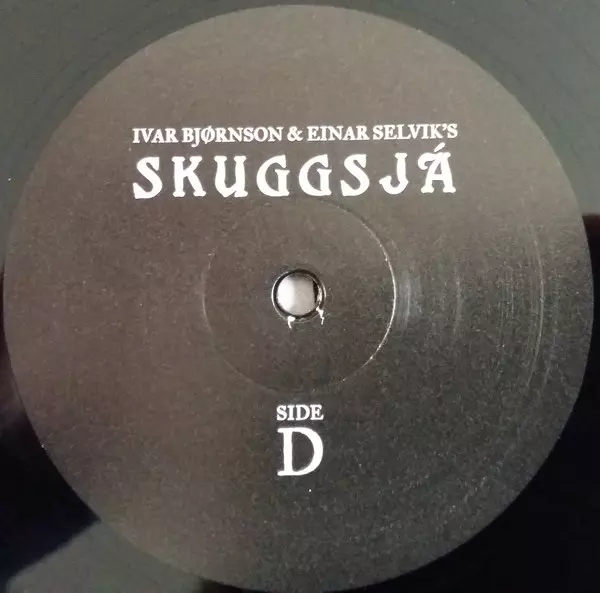 IVAR BJØRNSON & EINAR SELVIK'S
SKUGGSJÁ
SIDE
D